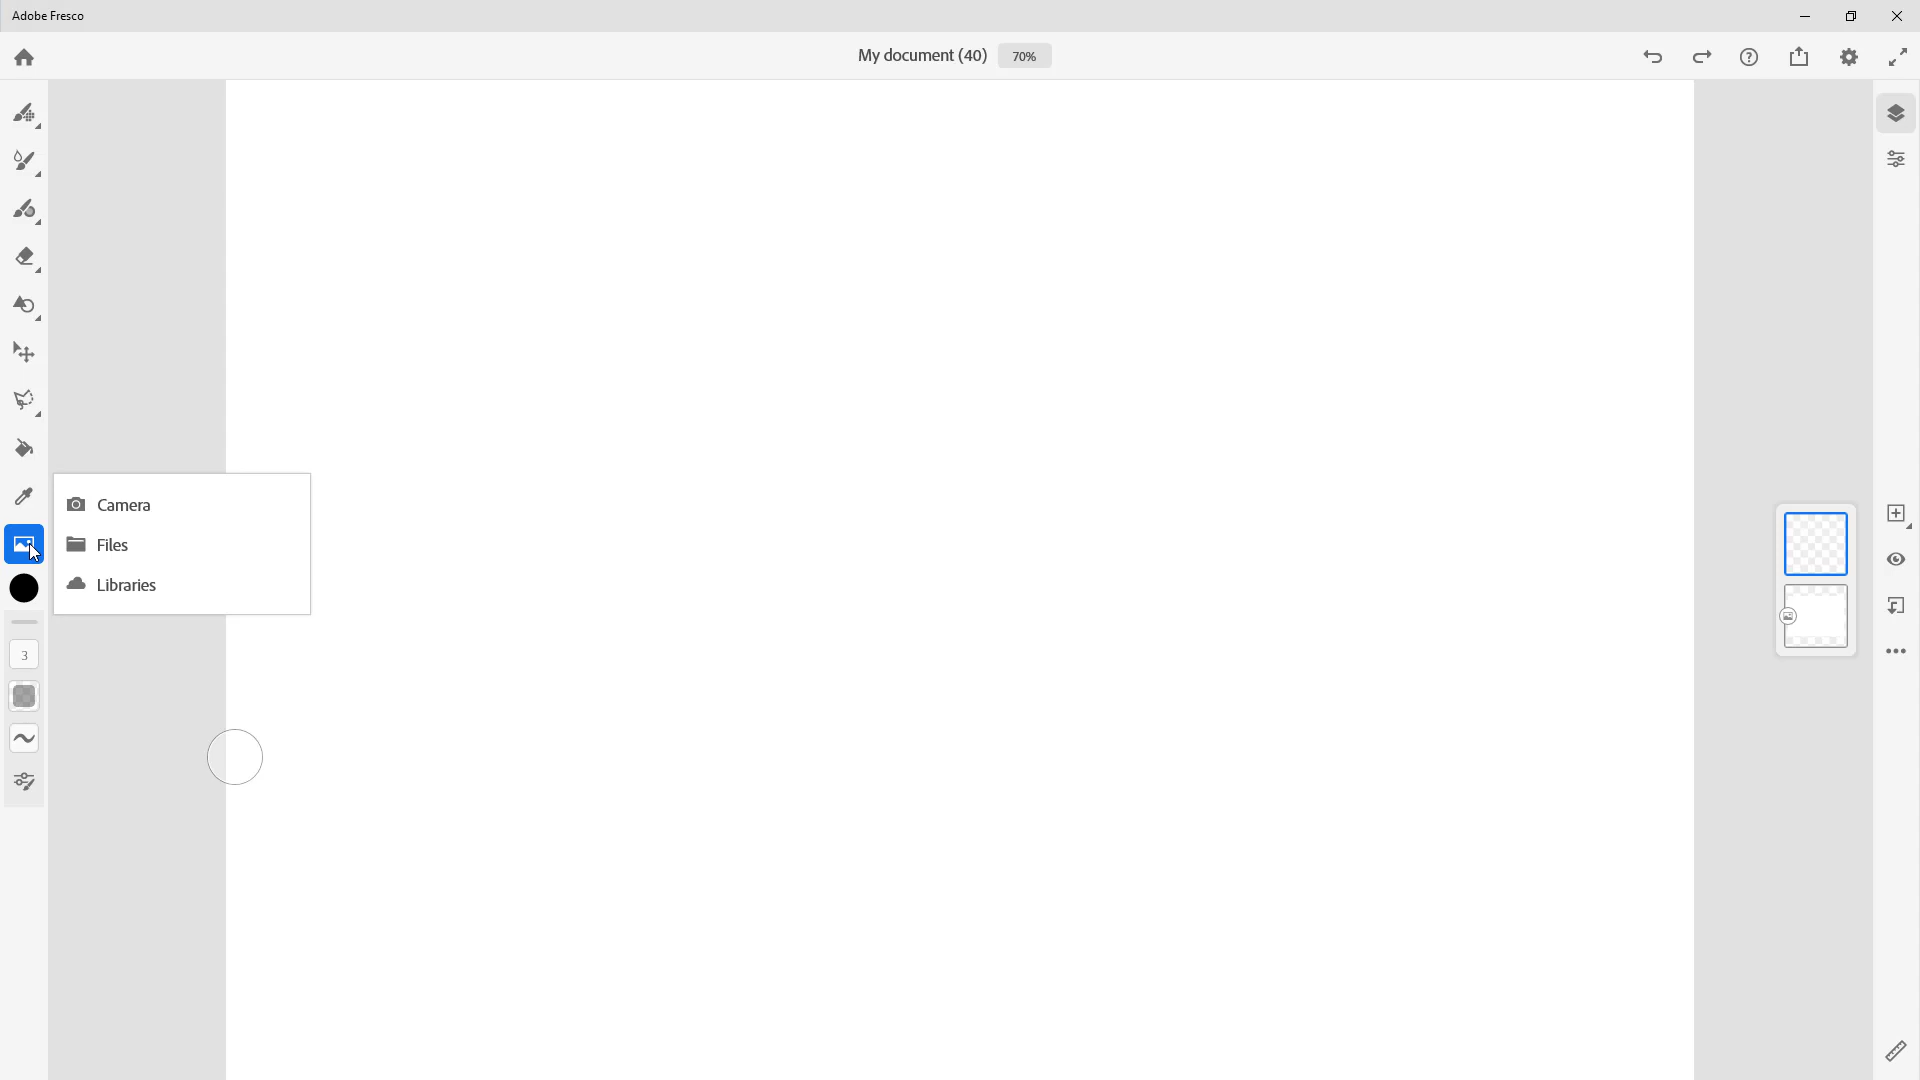 Adobe Fresco
My document (40) 70%
Camera
Files
Libraries
3